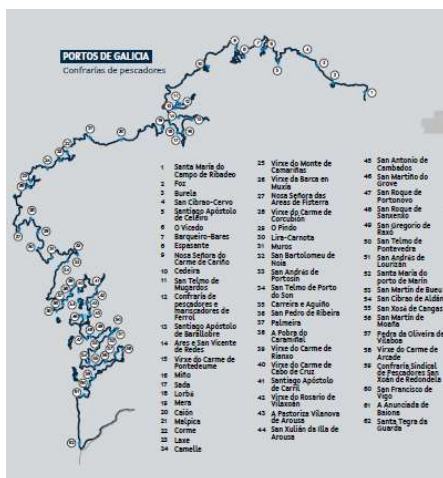 PORTOS DE GALICIA
Confrarías de pescadores
1 Santa María do
Campo de Ribadeo
2 Foz
3 Burela
4 San Cibrao-Cervo
5 Santiago Apóstolo
de Celeiro
6 O Vicedo
7 Barqueiro-Bares
8 Espasante
9 Nosa Señora do
Carme de Cariño
10 Cedeira
11 San Telmo de
Mugardos
12 Confraría de
pescadores e
mariscadores de
Ferrol
13 Santiago Apóstolo
de Barallobre
14 Ares e San Vicente
de Redes
15 Virxe do Carme de
Pontedeume
16 Miño
17 Sada
18 Lorbé
19 Mera
20 Caión
21 Malpica
22 Corme
23 Laxe
24 Camelle
25 Virxe do Monte de
Camariñas
26 Virxe da Barca en
Muxía
27 Nosa Señora das
Areas de Fisterra
28 Virxe do Carme de
Corcubión
29 O Pindo
30 Lira-Carnota
31 Muros
32 San Bartolomeu de
Noia
33 San Andrés de
Portosín
34 San Telmo de Porto
do Son
35 Carreira e Aguiño
36 San Pedro de Ribeira
37 Palmeira
38 A Pobra do
Caramiñal
39 Virxe do Carme de
Rianxo
40 Virxe do Carme de
Cabo de Cruz
41 Santiago Apóstolo
de Carril
42 Virxe do Rosario de
Vilaxoán
43 A Pastoriza Vilanova
de Arousa
44 San Xulián da Illa de
Arousa
45 San Antonio de
Cambados
46 San Martiño do
Grove
47 San Roque de
Portonovo
48 San Roque de
Sanxenxo
49 San Gregorio de
Raxó
50 San Telmo de
Pontevedra
51 San Andrés de
Lourizán
52 Santa María do
porto de Marín
53 San Martín de Bueu
54 San Cibrao de Aldán
55 San Xosé de Cangas
56 San Martín de
Moaña
57 Pedra da Oliveira de
Vilaboa
58 Virxe do Carme de
Arcade
59 Confraría Sindical
de Pescadores San
Xoán de Redondela
60 San Francisco de
Vigo
61 A Anunciada de
Baiona
62 Santa Tegra da
Guarda